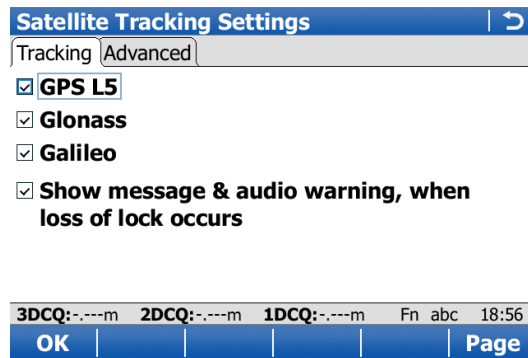 Satellite Tracking Settings
Tracking Advanced
GPS L5
Glonass
Galileo
Show message & audio warning, when
loss of lock occurs
3DCQ:-.---m 2DCQ:-.---m 1DCQ:-.---m Fn abc 18:56
OK Page